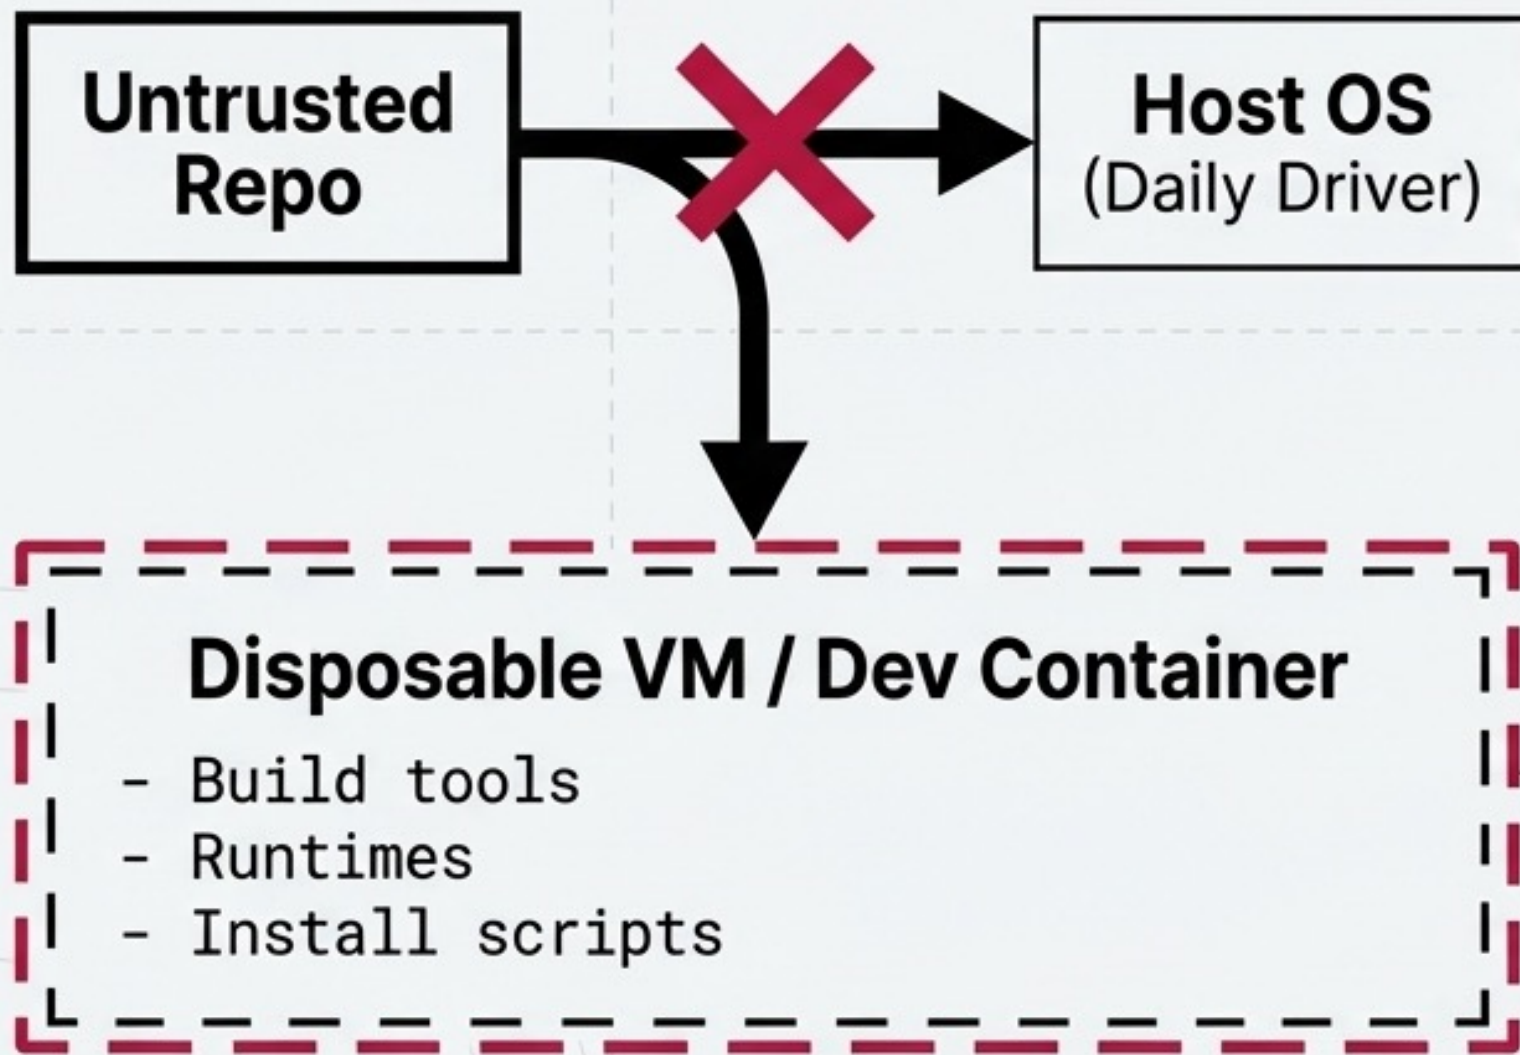 Untrusted
Repo
Host OS
(Daily Driver)
Disposable VM / Dev Container
- Build tools
- Runtimes
- Install scripts